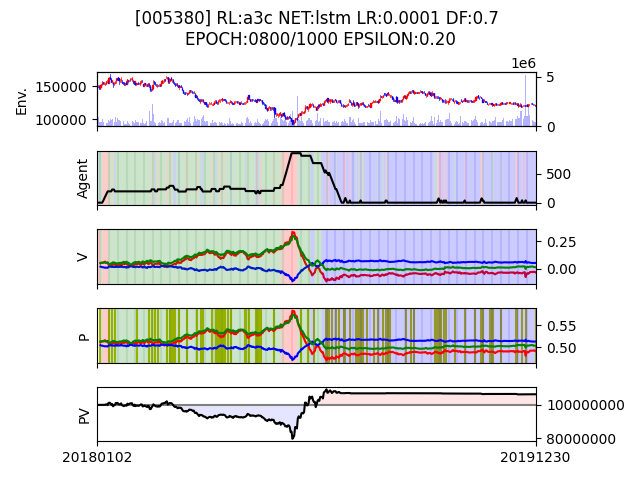 [005380] RL:a3c NET:lstm LR:0.0001 DF:0.7
EPOCH:0800/1000 EPSILON:0.20
1e6
Env.
150000
100000
5
0
Agent
500
0
V
0.25
0.00
P
0.55
0.50
PV
100000000
80000000
20180102
20191230